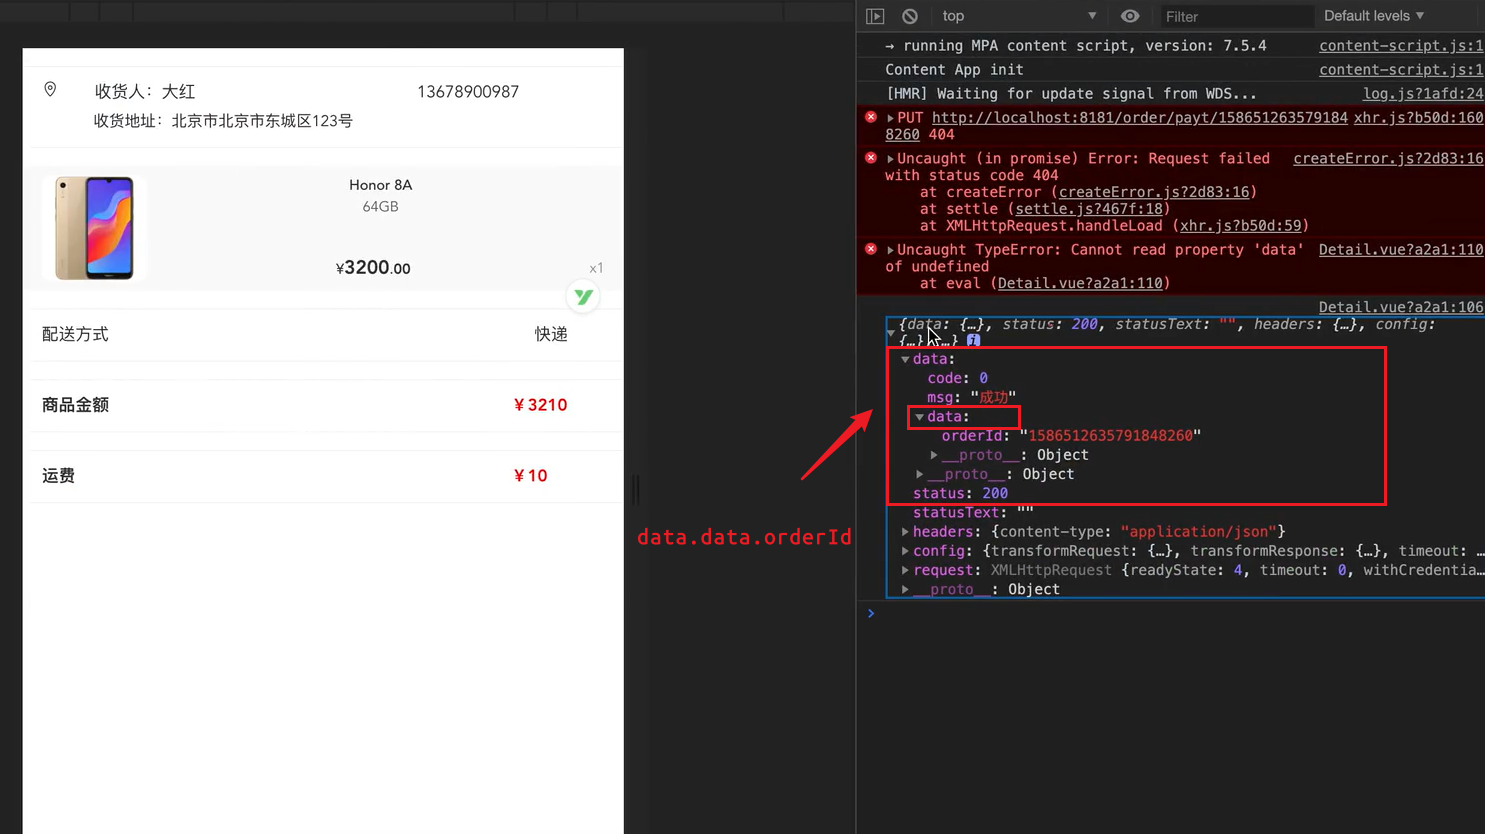 收货人：大红 13678900987
收货地址：北京市北京市东城区123号
Honor 8A
64GB
¥3200.00
x1
配送方式 快递
商品金额 ¥ 3210
运费 ¥ 10
data.data.orderId
top Filter Default levels ▼
→ running MPA content script, version: 7.5.4 content-script.js:1
Content App init content-script.js:1
[HMR] Waiting for update signal from WDS... log.js?1afd:24
PUT http://localhost:8181/order/payt/158651263579184 xhr.js?b50d:160
8260 404
Uncaught (in promise) Error: Request failed createError.js?2d83:16
with status code 404
at createError (createError.js?2d83:16)
at settle (settle.js?467f:18)
at XMLHttpRequest.handleLoad (xhr.js?b50d:59)
Uncaught TypeError: Cannot read property 'data' Detail.vue?a2a1:110
of undefined
at eval (Detail.vue?a2a1:110)
Detail.vue?a2a1:106
{data: {…}, status: 200, statusText: "", headers: {…}, config:
{…}, …} i
data:
code: 0
msg: "成功"
data:
orderId: "1586512635791848260"
__proto__: Object
__proto__: Object
status: 200
statusText: ""
headers: {content-type: "application/json"}
config: {transformRequest: {…}, transformResponse: {…}, timeout: …
request: XMLHttpRequest {readyState: 4, timeout: 0, withCredentia…
__proto__: Object